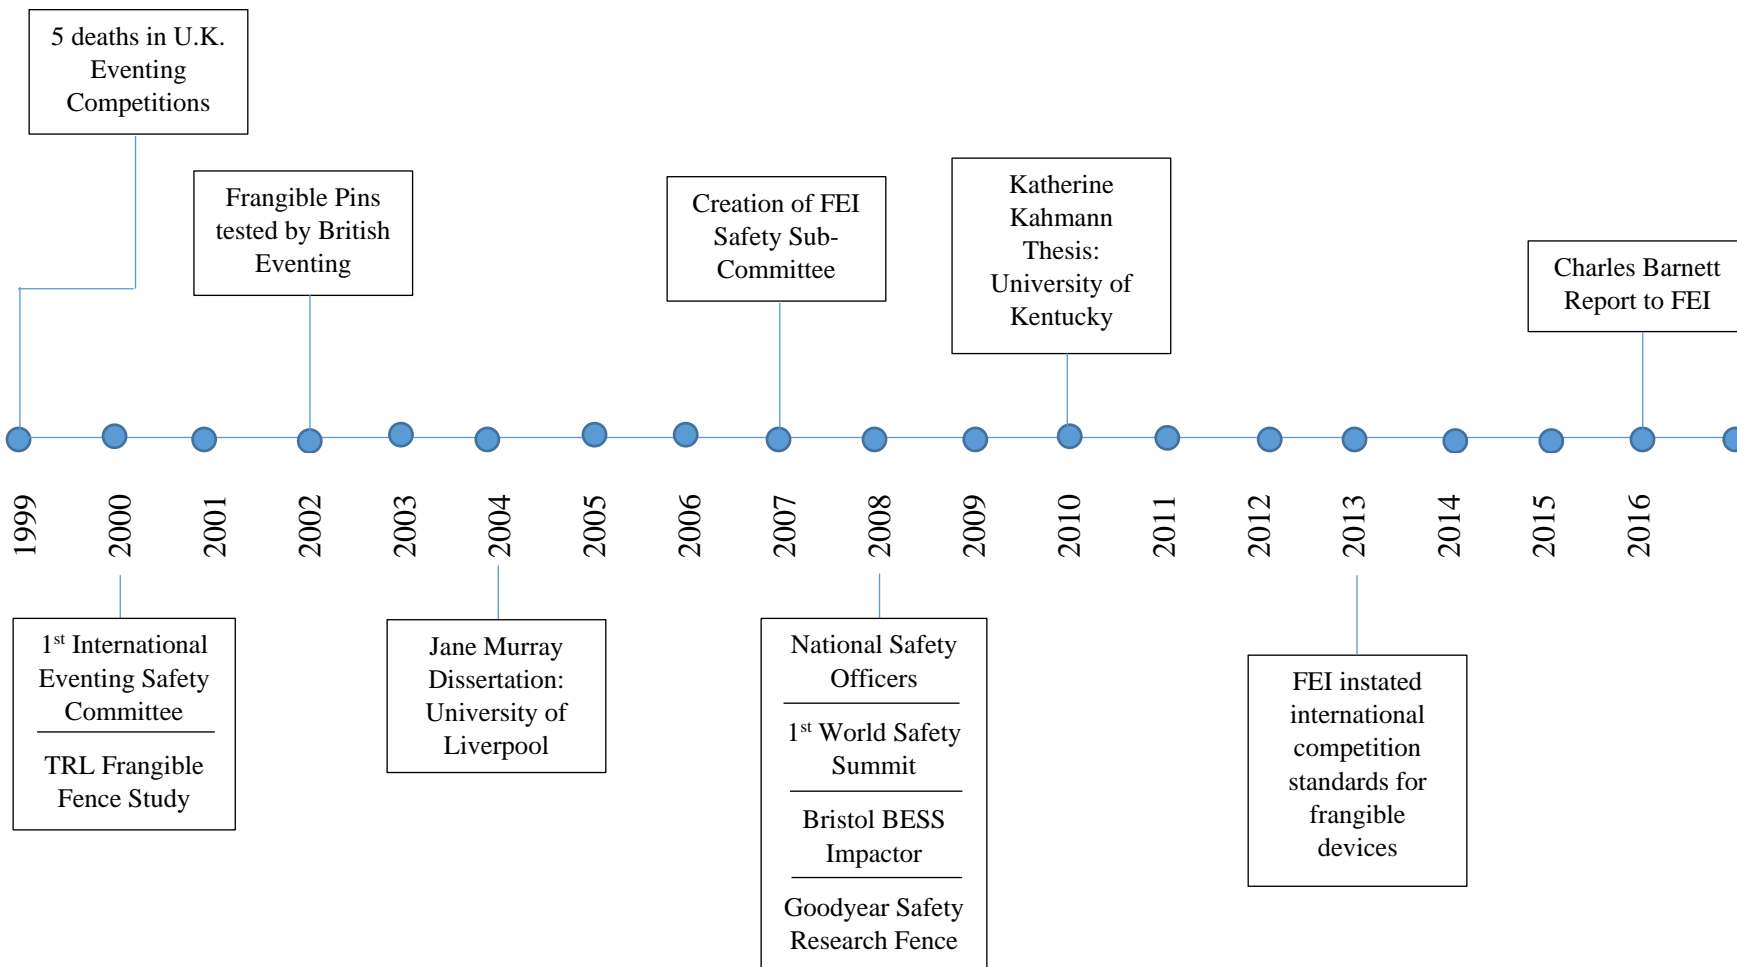 5 deaths in U.K.
Eventing
Competitions
Frangible Pins
tested by British
Eventing
Creation of FEI
Safety Sub-
Committee
Katherine
Kahmann
Thesis:
University of
Kentucky
Charles Barnett
Report to FEI
1999
2000
2001
2002
2003
2004
2005
2006
2007
2008
2009
2010
2011
2012
2013
2014
2015
2016
1st International
Eventing Safety
Committee
TRL Frangible
Fence Study
Jane Murray
Dissertation:
University of
Liverpool
National Safety
Officers
1st World Safety
Summit
Bristol BESS
Impactor
Goodyear Safety
Research Fence
FEI instated
international
competition
standards for
frangible
devices